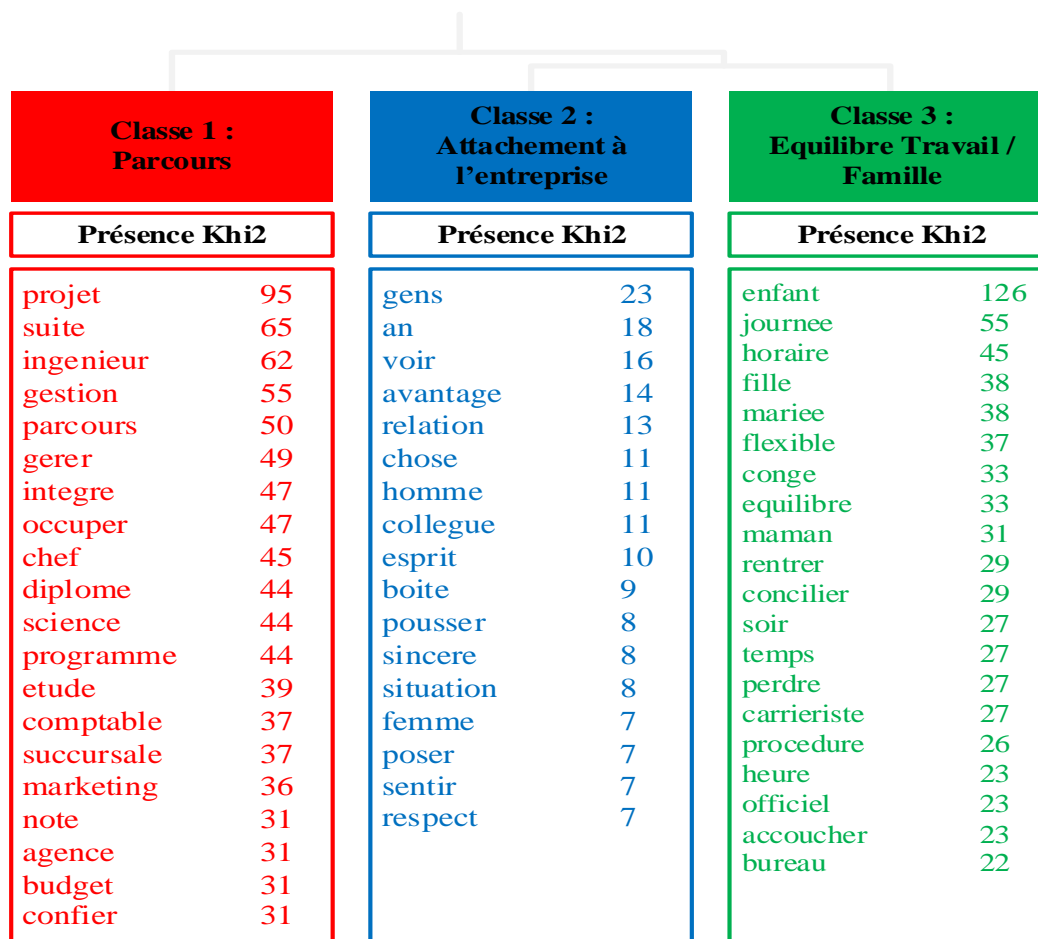 Classe 1 :
Parcours
Présence Khi2
projet 95
suite 65
ingenieur 62
gestion 55
parcours 50
gerer 49
integre 47
occuper 47
chef 45
diplome 44
science 44
programme 44
etude 39
comptable 37
succursale 37
marketing 36
note 31
agence 31
budget 31
confier 31
Classe 2 :
Attachement à
l’entreprise
Présence Khi2
gens 23
an 18
voir 16
avantage 14
relation 13
chose 11
homme 11
collegue 11
esprit 10
boite 9
pousser 8
sincere 8
situation 8
femme 7
poser 7
sentir 7
respect 7
Classe 3 :
Equilibre Travail /
Famille
Présence Khi2
enfant 126
journee 55
horaire 45
fille 38
mariee 38
flexible 37
conge 33
equilibre 33
maman 31
rentrer 29
concilier 29
soir 27
temps 27
perdre 27
carrieriste 27
procedure 26
heure 23
officiel 23
accoucher 23
bureau 22